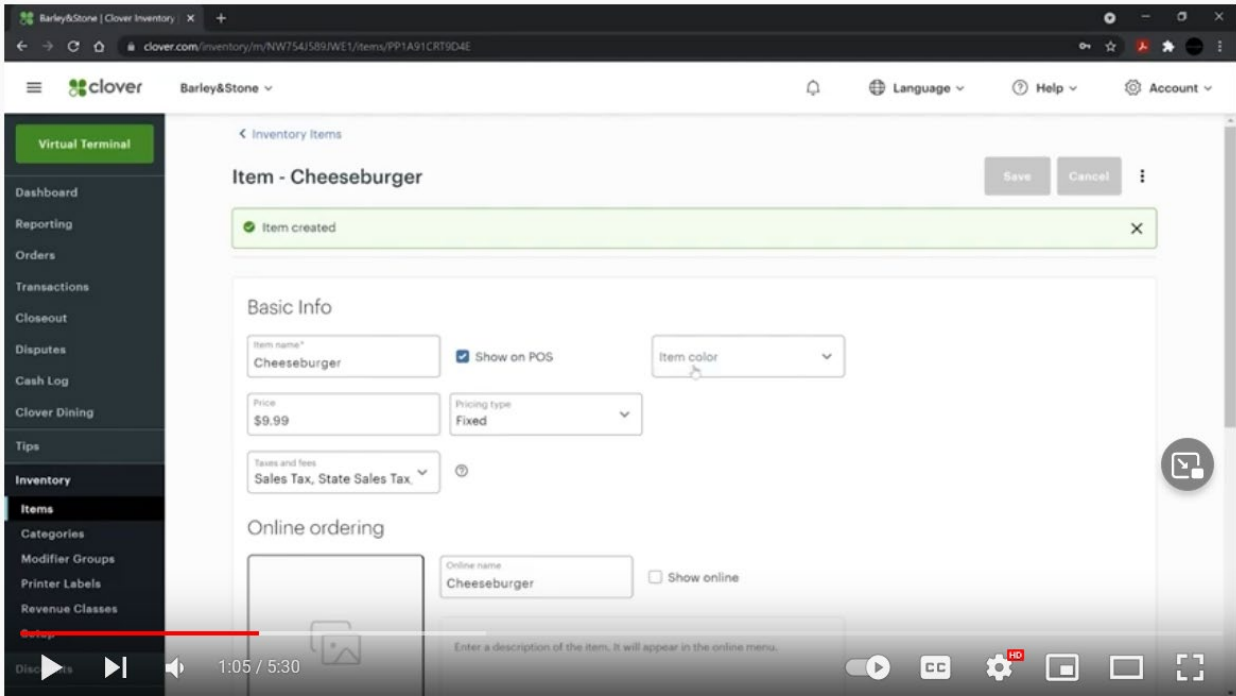 Barley&Stone | Clover Inventory
clover.com/inventory/m/NW754J589JWE1/items/PP1A91CRT9D4E
clover
Barley&Stone
Language
Help
Account
Virtual Terminal
Dashboard
Reporting
Orders
Transactions
Closeout
Disputes
Cash Log
Clover Dining
Tips
Inventory
Items
Categories
Modifier Groups
Printer Labels
Revenue Classes
Setup
Inventory Items
Item - Cheeseburger
Save
Cancel
Item created
Basic Info
Item name*
Cheeseburger
Show on POS
Item color
Price
$9.99
Pricing type
Fixed
Taxes and fees
Sales Tax, State Sales Tax,
Online ordering
Online name
Cheeseburger
Show online
Enter a description of the item. It will appear in the online menu.
1:05 / 5:30
CC
HD